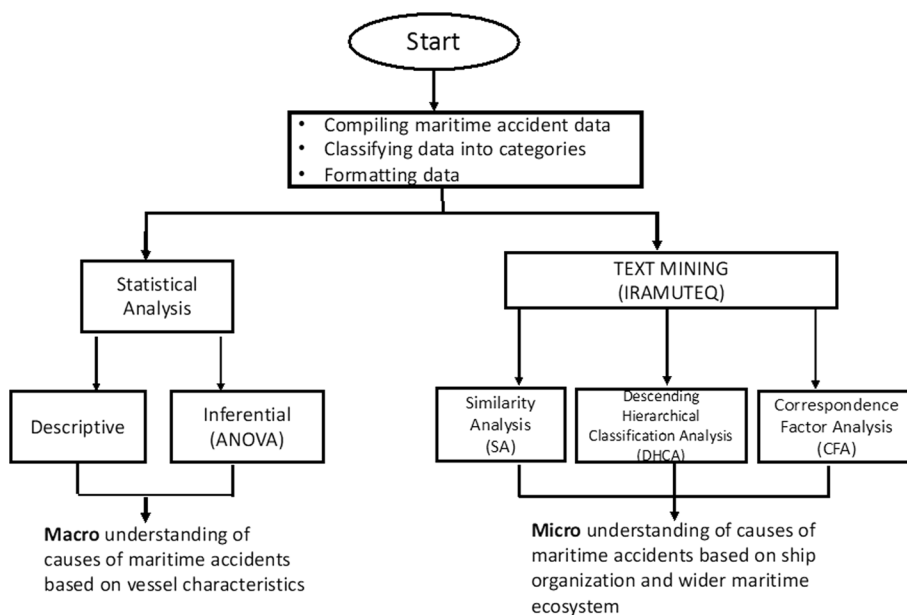 Start
• Compiling maritime accident data
• Classifying data into categories
• Formatting data
Statistical
Analysis
TEXT MINING
(IRAMUTEQ)
Descriptive
Inferential
(ANOVA)
Similarity
Analysis
(SA)
Descending
Hierarchical
Classification Analysis
(DHCA)
Correspondence
Factor Analysis
(CFA)
Macro understanding of
causes of maritime accidents
based on vessel characteristics
Micro understanding of causes of
maritime accidents based on ship
organization and wider maritime
ecosystem